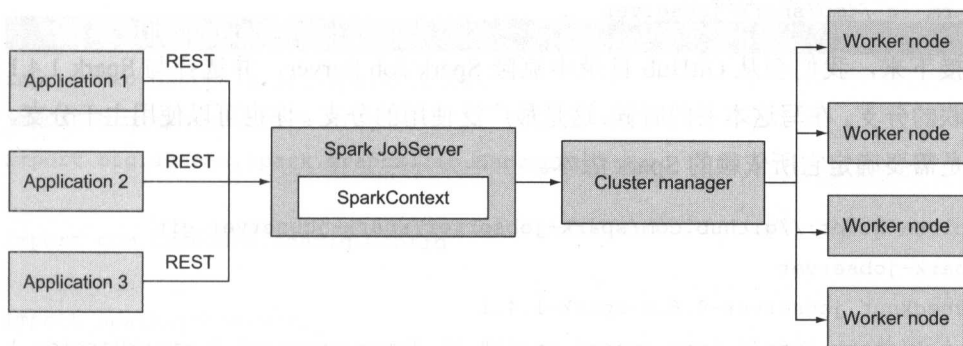 Application 1
REST
Application 2
REST
Application 3
REST
Spark JobServer
SparkContext
Cluster manager
Worker node
Worker node
Worker node
Worker node